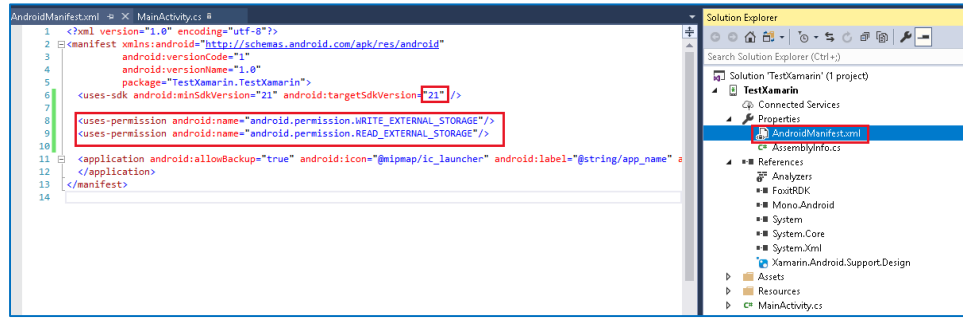 AndroidManifest.xml MainActivity.cs
1 <?xml version="1.0" encoding="utf-8"?>
2 <manifest xmlns:android="http://schemas.android.com/apk/res/android"
3 android:versionCode="1"
4 android:versionName="1.0"
5 package="TestXamarin.TestXamarin">
6 <uses-sdk android:minSdkVersion="21" android:targetSdkVersion="21" />
7
8 <uses-permission android:name="android.permission.WRITE_EXTERNAL_STORAGE"/>
9 <uses-permission android:name="android.permission.READ_EXTERNAL_STORAGE"/>
10
11 <application android:allowBackup="true" android:icon="@mipmap/ic_launcher" android:label="@string/app_name" a
12 </application>
13 </manifest>
14
Solution Explorer
Search Solution Explorer (Ctrl+;)
Solution 'TestXamarin' (1 project)
TestXamarin
Connected Services
Properties
AndroidManifest.xml
C# AssemblyInfo.cs
References
Analyzers
FoxitRDK
Mono.Android
System
System.Core
System.Xml
Xamarin.Android.Support.Design
Assets
Resources
C# MainActivity.cs